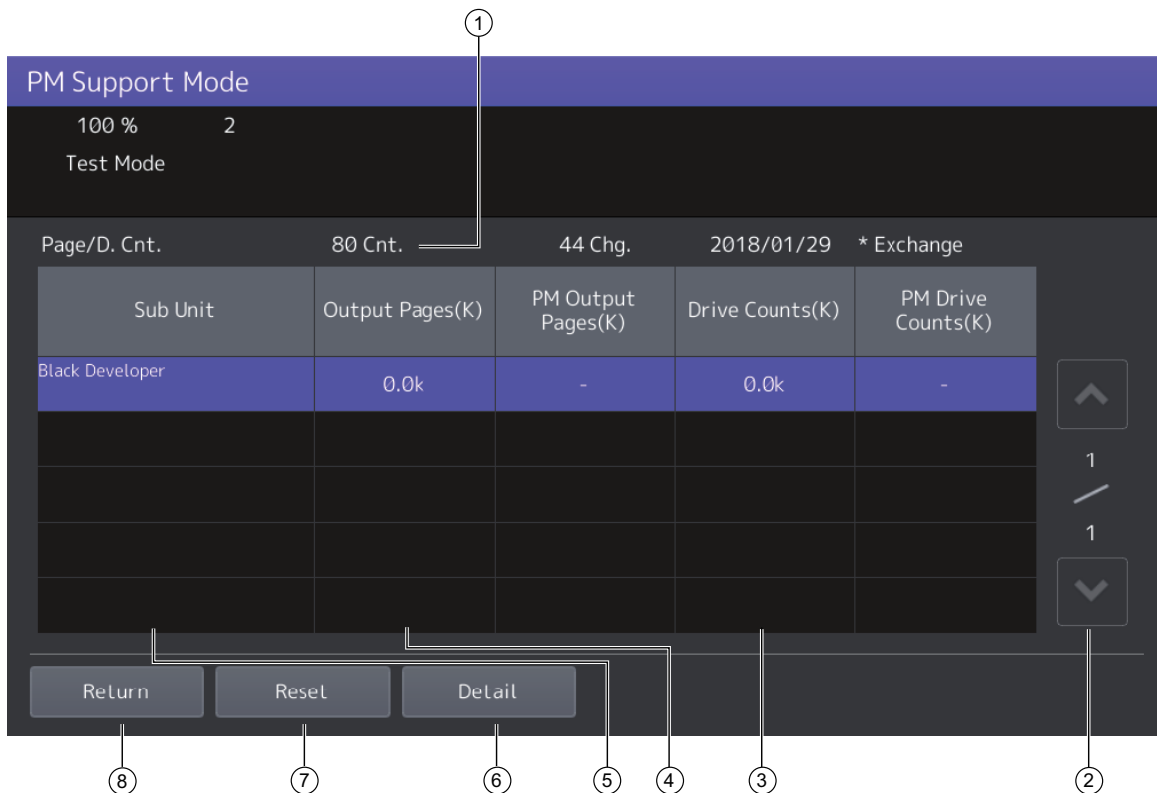 ①
PM Support Mode
100 % 2
Test Mode
Page/D. Cnt. 80 Cnt. 44 Chg. 2018/01/29 * Exchange
Sub Unit Output Pages(K) PM Output Pages(K) Drive Counts(K) PM Drive Counts(K)
Black Developer 0.0k - 0.0k -
1
1
Return Reset Detail
⑧ ⑦ ⑥ ⑤ ④ ③ ②